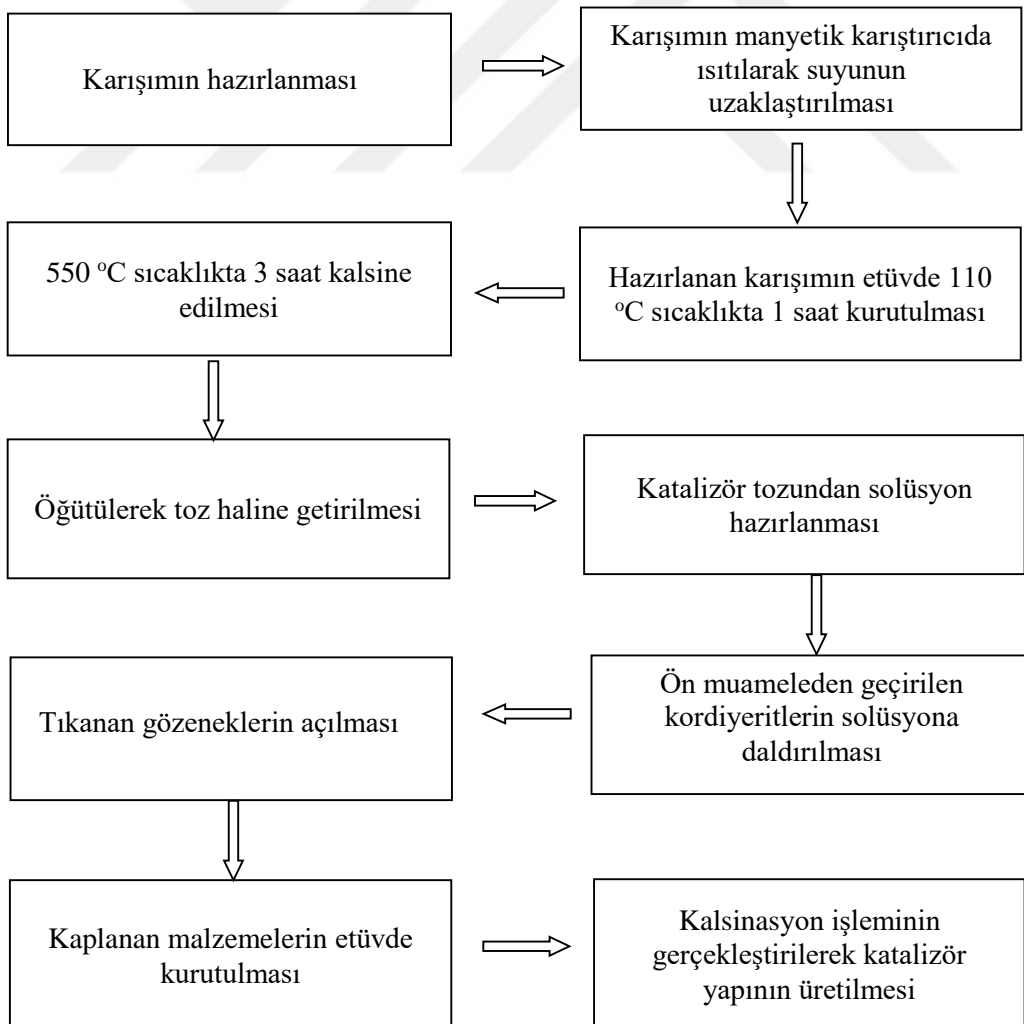 Karışımın hazırlanması
Karışımın manyetik karıştırıcıda
ısıtılarak suyunun
uzaklaştırılması
Hazırlanan karışımın etüvde 110
ºC sıcaklıkta 1 saat kurutulması
550 ºC sıcaklıkta 3 saat kalsine
edilmesi
Öğütülerek toz haline getirilmesi
Katalizör tozundan solüsyon
hazırlanması
Ön muameleden geçirilen
kordiyeritlerin solüsyona
daldırılması
Tıkanan gözeneklerin açılması
Kaplanan malzemelerin etüvde
kurutulması
Kalsinasyon işleminin
gerçekleştirilerek katalizör
yapının üretilmesi